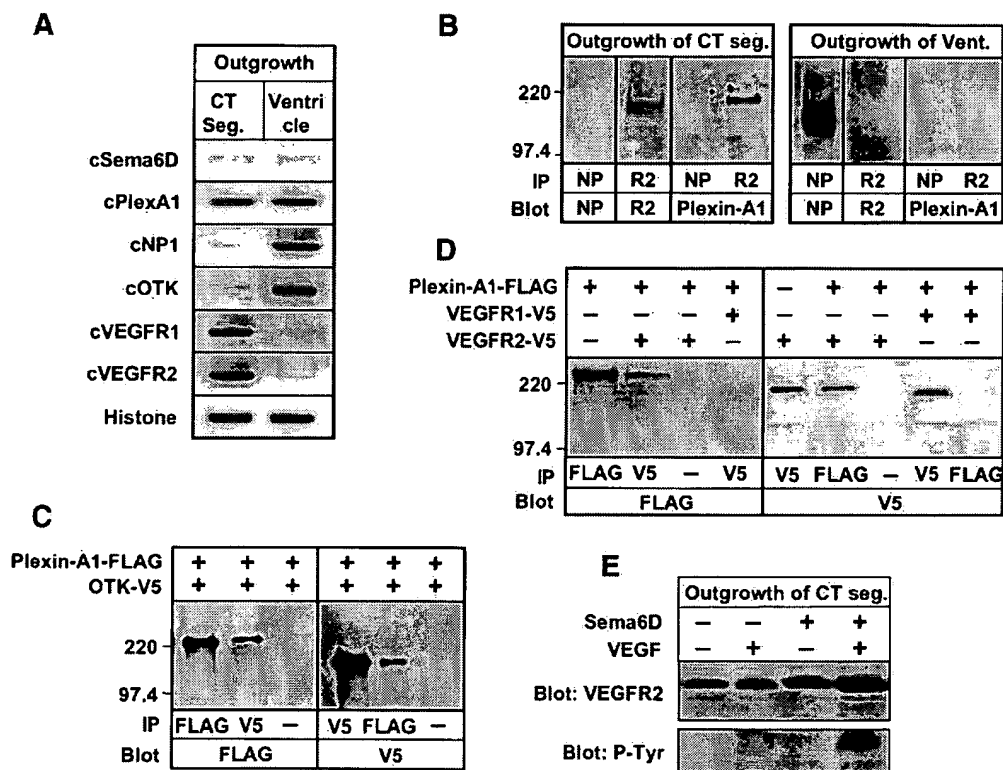 A
Outgrowth
CT Seg. Ventri cle
cSema6D
cPlexA1
cNP1
cOTK
cVEGFR1
cVEGFR2
Histone
B
Outgrowth of CT seg. Outgrowth of Vent.
220
97.4
IP NP R2 NP R2 NP R2 NP R2
Blot NP R2 Plexin-A1 NP R2 Plexin-A1
D
Plexin-A1-FLAG + + + + – + + + +
VEGFR1-V5 – – – + – – – + +
VEGFR2-V5 – + + – + + + – –
220
97.4
IP FLAG V5 – V5 V5 FLAG – V5 FLAG
Blot FLAG V5
C
Plexin-A1-FLAG + + + + + +
OTK-V5 + + + + + +
220
97.4
IP FLAG V5 – V5 FLAG –
Blot FLAG V5
E
Outgrowth of CT seg.
Sema6D – – + +
VEGF – + – +
Blot: VEGFR2
Blot: P-Tyr